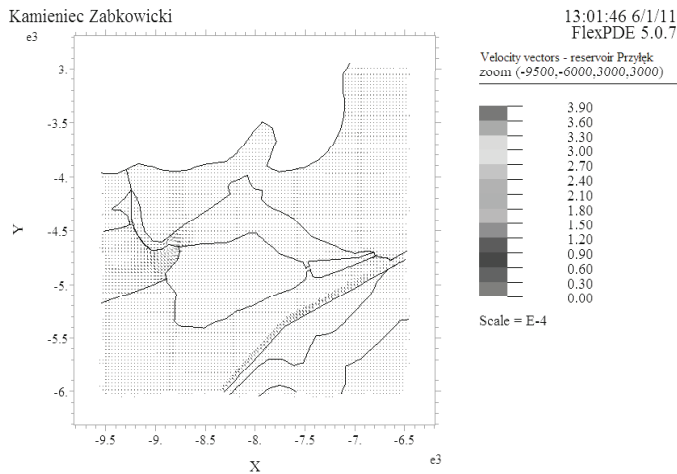 Kamieniec Zabkowicki
13:01:46 6/1/11
FlexPDE 5.0.7
Velocity vectors - reservoir Przyłęk
zoom (-9500,-6000,3000,3000)
e3
3.
-3.5
-4.
-4.5
-5.
-5.5
-6.
Y
-9.5 -9. -8.5 -8. -7.5 -7. -6.5
e3
X
3.90
3.60
3.30
3.00
2.70
2.40
2.10
1.80
1.50
1.20
0.90
0.60
0.30
0.00
Scale = E-4